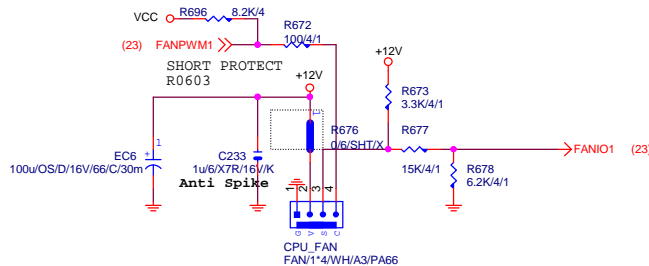 VCC
R696
8.2K/4
R672
100/4/1
(23) FANPWM1
SHORT PROTECT
R0603
+12V
+12V
R673
3.3K/4/1
1
R676
0/6/SHT/X
R677
15K/4/1
FANIO1 (23)
R678
6.2K/4/1
1
+
EC6
100u/OS/D/16V/66/C/30m
C233
1u/6/X7R/16V/K
Anti Spike
1 2 3 4
G V S C
CPU_FAN
FAN/1*4/WH/A3/PA66